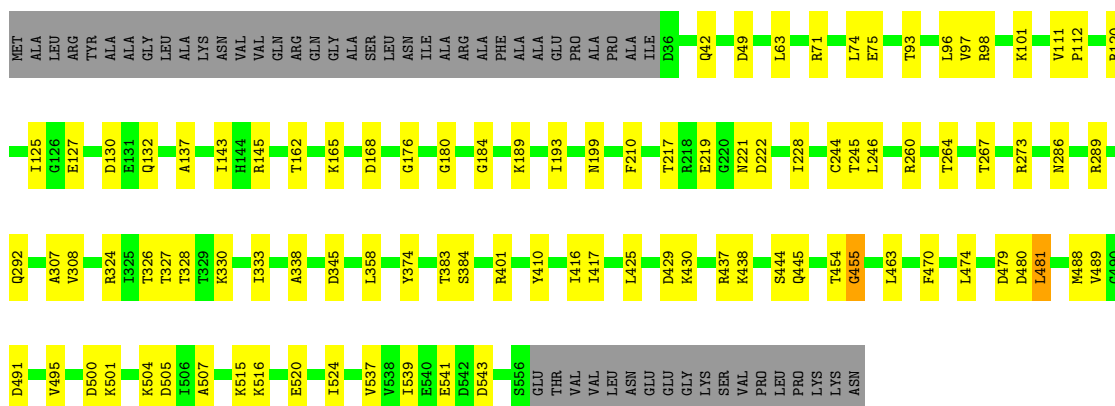 MET ALA LEU ARG TYR ALA ALA GLY LEU ALA LYS ASN VAL VAL GLN ARG GLN GLY ALA SER LEU ASN ILE ALA ARG ALA PHE ALA ALA GLU PRO ALA PRO ALA ILE D36 Q42 D49 L63 R71 L74 E75 T93 L96 V97 R98 K101 V111 P112
I125 G126 E127 D130 E131 Q132 A137 I143 H144 R145 T162 K165 D168 G176 G180 G184 K189 I193 N199 F210 T217 R218 E219 G220 N221 D222 I228 C244 T245 L246 R260 T264 T267 R273 N286 R289
Q292 A307 V308 R324 I325 T326 T327 T328 T329 K330 I333 A338 D345 L358 Y374 T383 S384 R401 Y410 I416 I417 L425 D429 K430 R437 K438 S444 Q445 T454 G455 L463 F470 L474 D479 D480 L481 M488 V489 G490
D491 V495 D500 K501 K504 D505 I506 A507 K515 K516 E520 I524 V537 V538 I539 E540 E541 D542 D543 S556 GLU THR VAL VAL LEU ASN GLU GLU GLY LYS SER VAL PRO LEU PRO LYS LYS ASN